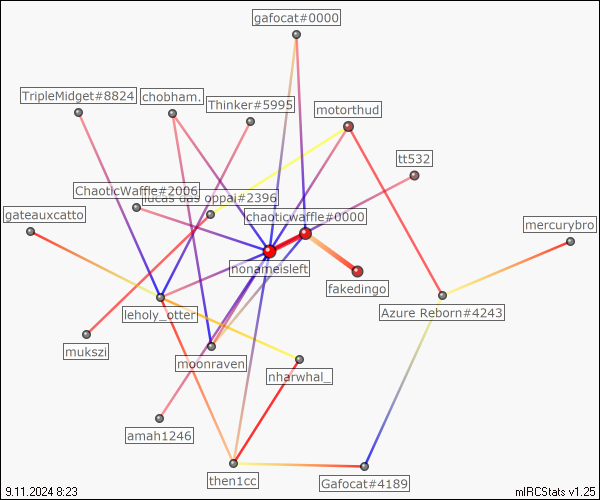 gafocat#0000
TripleMidget#8824
chobham.
Thinker#5995
motorthud
tt532
ChaoticWaffle#2006
lucas das oppai#2396
gateauxcatto
chaoticwaffle#0000
mercurybro
nonameisleft
fakedingo
leholy_otter
Azure Reborn#4243
mukszi
moonraven
nharwhal_
amah1246
then1cc
Gafocat#4189
9.11.2024 8:23
mIRCStats v1.25